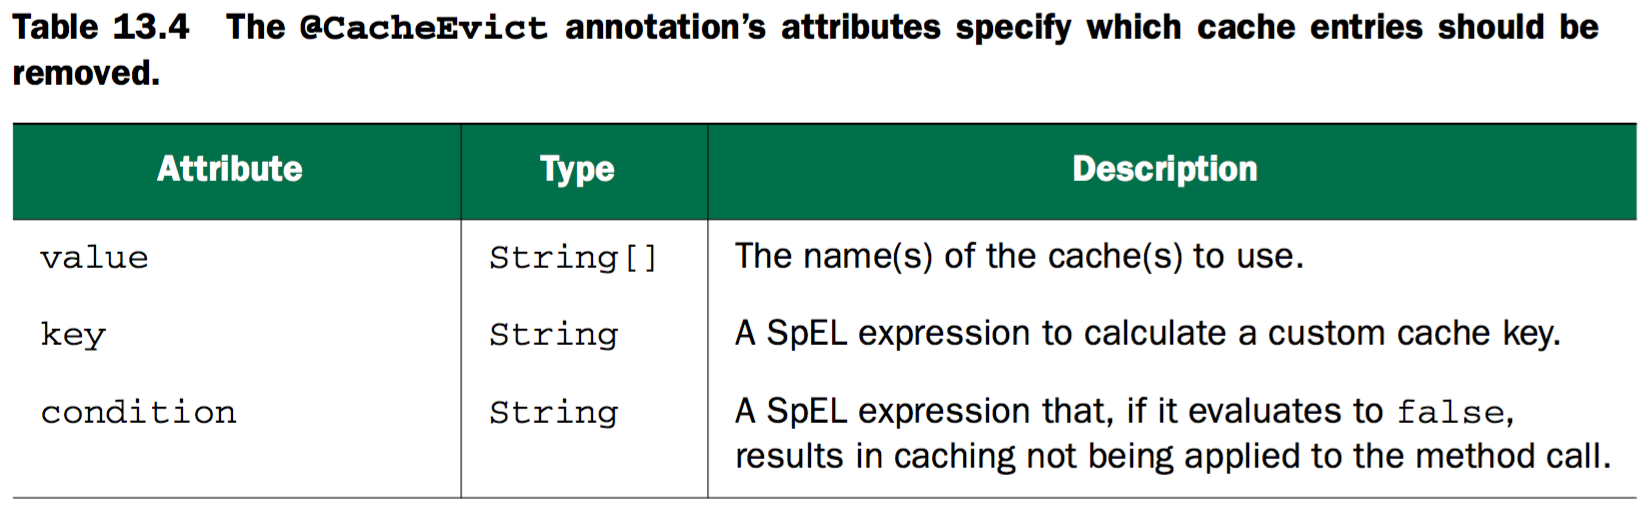 Table 13.4 The @CacheEvict annotation’s attributes specify which cache entries should be
removed.
Attribute Type Description
value String[] The name(s) of the cache(s) to use.
key String A SpEL expression to calculate a custom cache key.
condition String A SpEL expression that, if it evaluates to false,
results in caching not being applied to the method call.